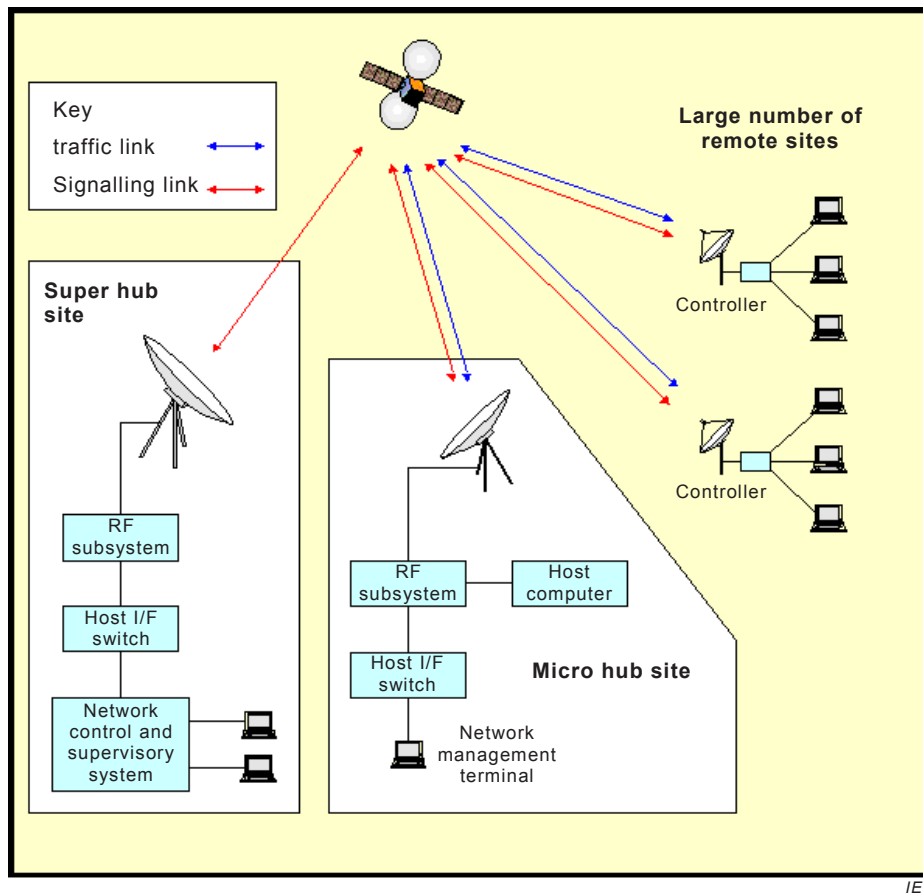 Key
traffic link
Signalling link
Large number of
remote sites
Controller
Controller
Super hub
site
RF
subsystem
Host I/F
switch
Network
control and
supervisory
system
RF
subsystem
Host
computer
Host I/F
switch
Micro hub site
Network
management
terminal